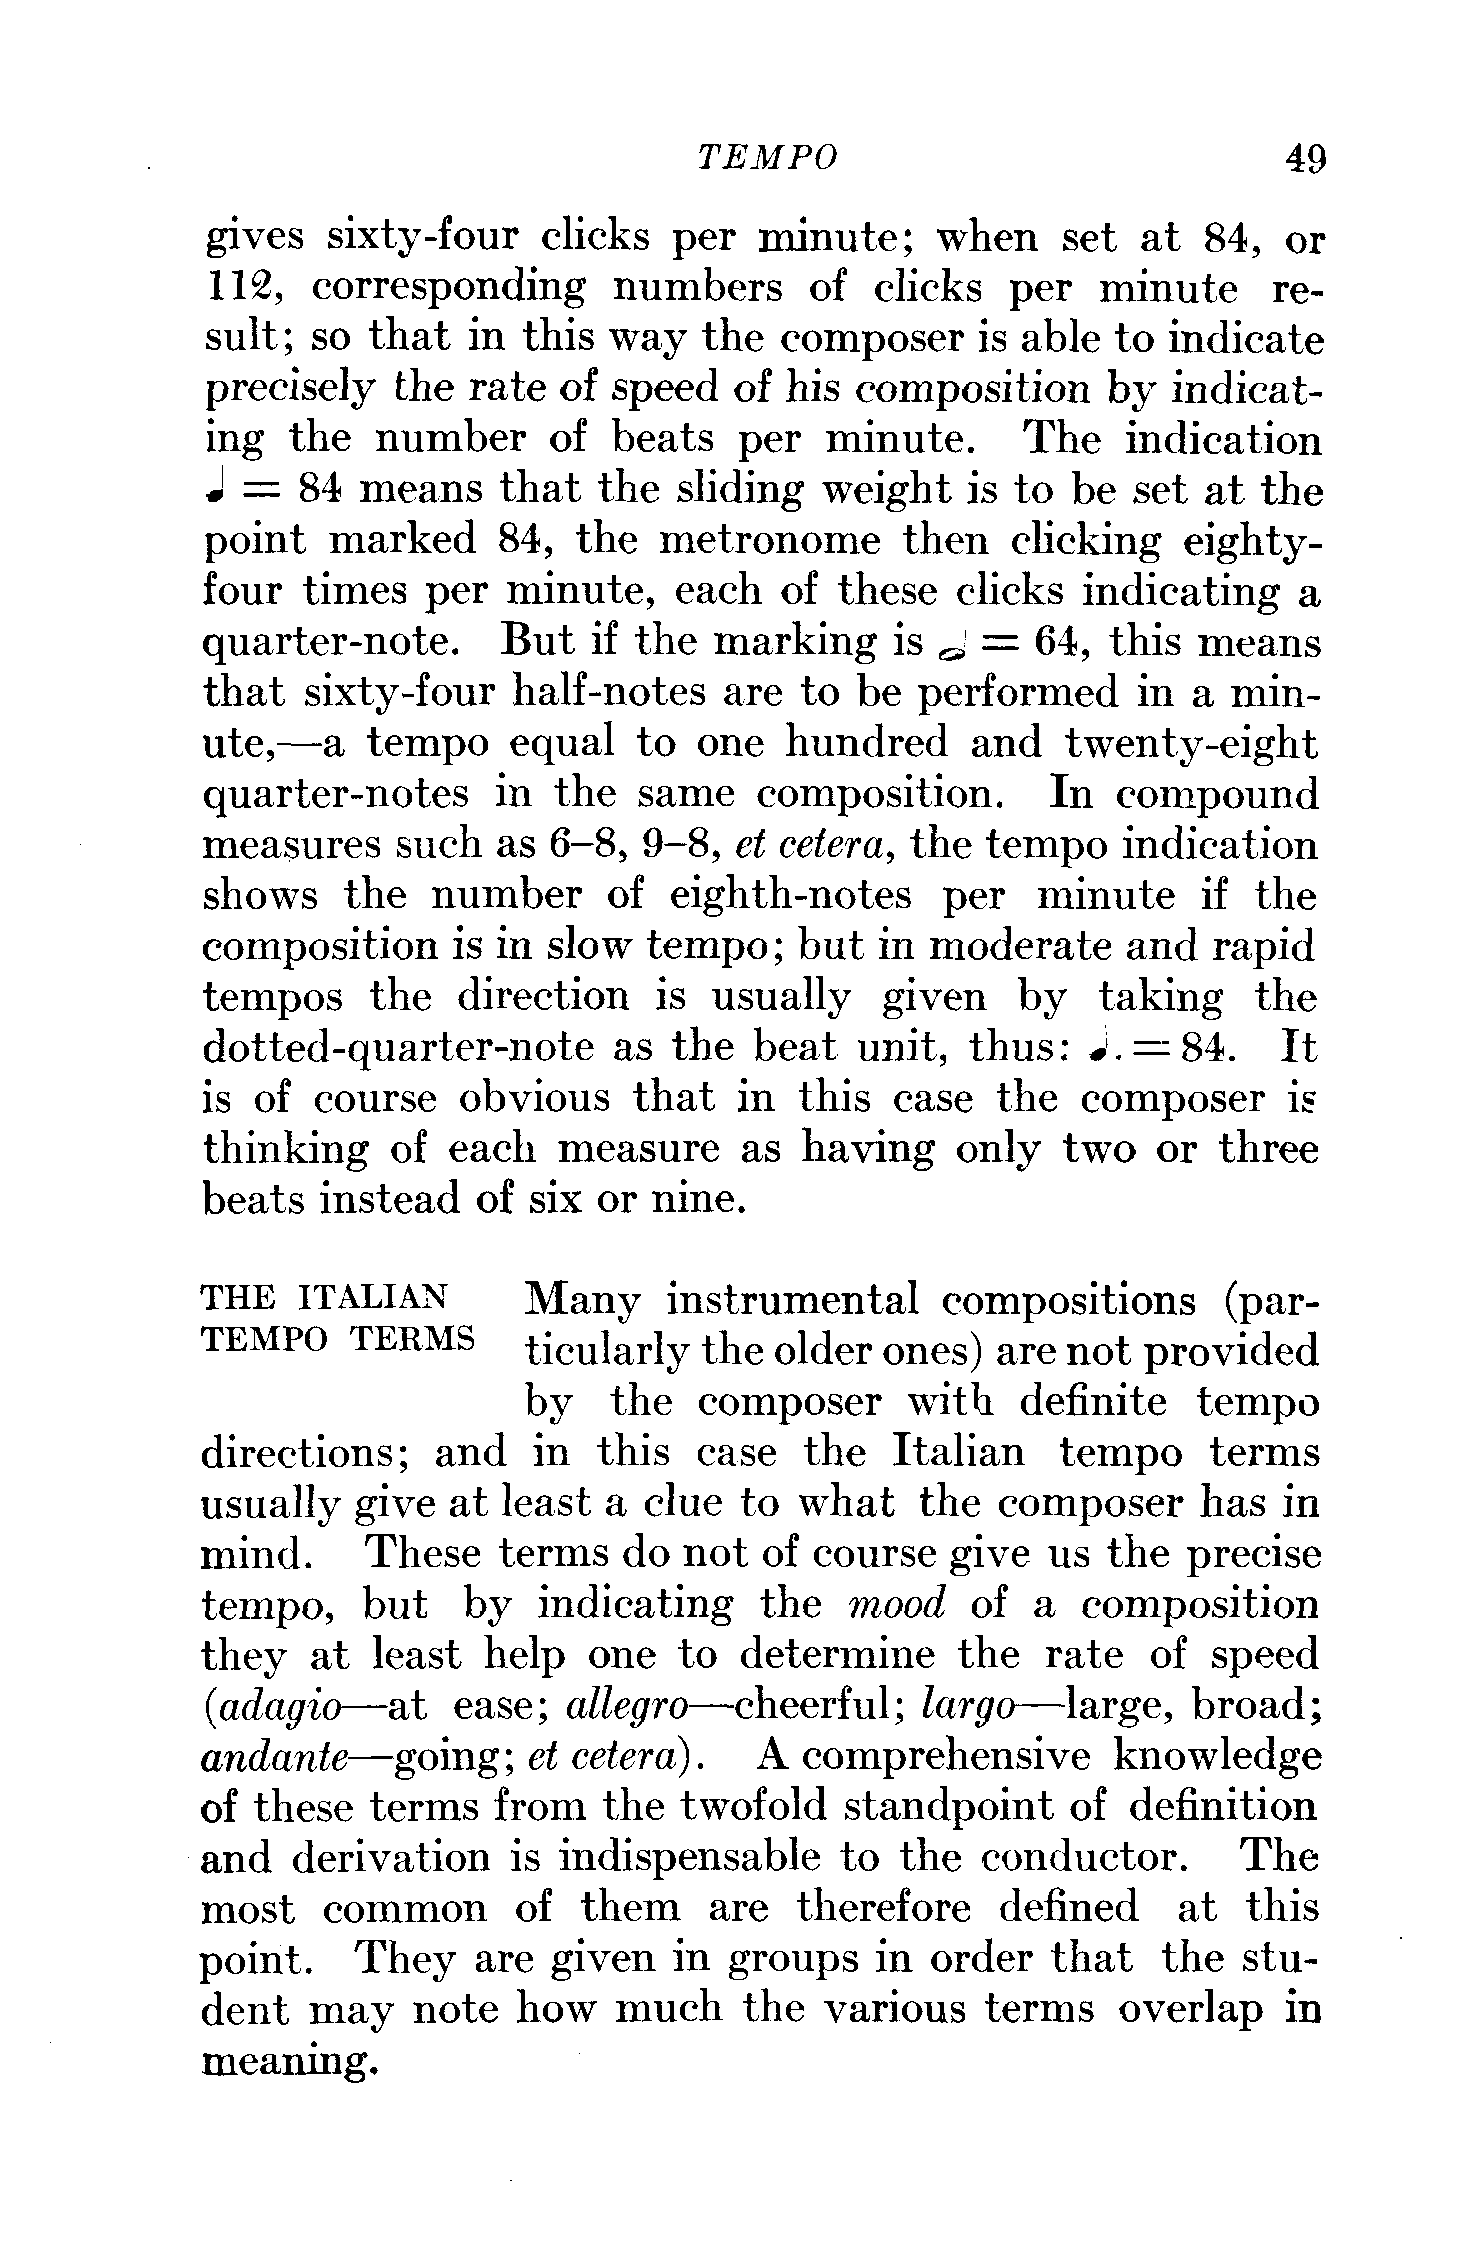 TEMPO 49
gives sixty-four clicks per minute; when set at 84, or
112, corresponding numbers of clicks per minute re-
sult; so that in this way the composer is able to indicate
precisely the rate of speed of his composition by indicat-
ing the number of beats per minute. The indication
♩ = 84 means that the sliding weight is to be set at the
point marked 84, the metronome then clicking eighty-
four times per minute, each of these clicks indicating a
quarter-note. But if the marking is 𝅗𝅥 = 64, this means
that sixty-four half-notes are to be performed in a min-
ute,—a tempo equal to one hundred and twenty-eight
quarter-notes in the same composition. In compound
measures such as 6–8, 9–8, et cetera, the tempo indication
shows the number of eighth-notes per minute if the
composition is in slow tempo; but in moderate and rapid
tempos the direction is usually given by taking the
dotted-quarter-note as the beat unit, thus: ♩. = 84. It
is of course obvious that in this case the composer is
thinking of each measure as having only two or three
beats instead of six or nine.
THE ITALIAN
TEMPO TERMS
Many instrumental compositions (par-
ticularly the older ones) are not provided
by the composer with definite tempo
directions; and in this case the Italian tempo terms
usually give at least a clue to what the composer has in
mind. These terms do not of course give us the precise
tempo, but by indicating the mood of a composition
they at least help one to determine the rate of speed
(adagio—at ease; allegro—cheerful; largo—large, broad;
andante—going; et cetera). A comprehensive knowledge
of these terms from the twofold standpoint of definition
and derivation is indispensable to the conductor. The
most common of them are therefore defined at this
point. They are given in groups in order that the stu-
dent may note how much the various terms overlap in
meaning.